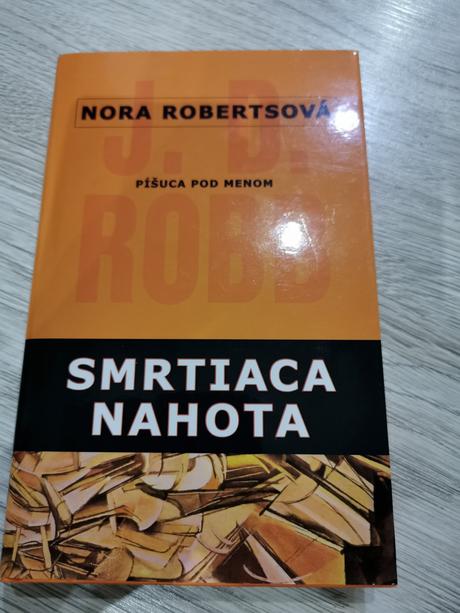 NORA ROBERTSOVÁ
J. D.
PÍŠUCA POD MENOM
ROBB
SMRTIACA
NAHOTA